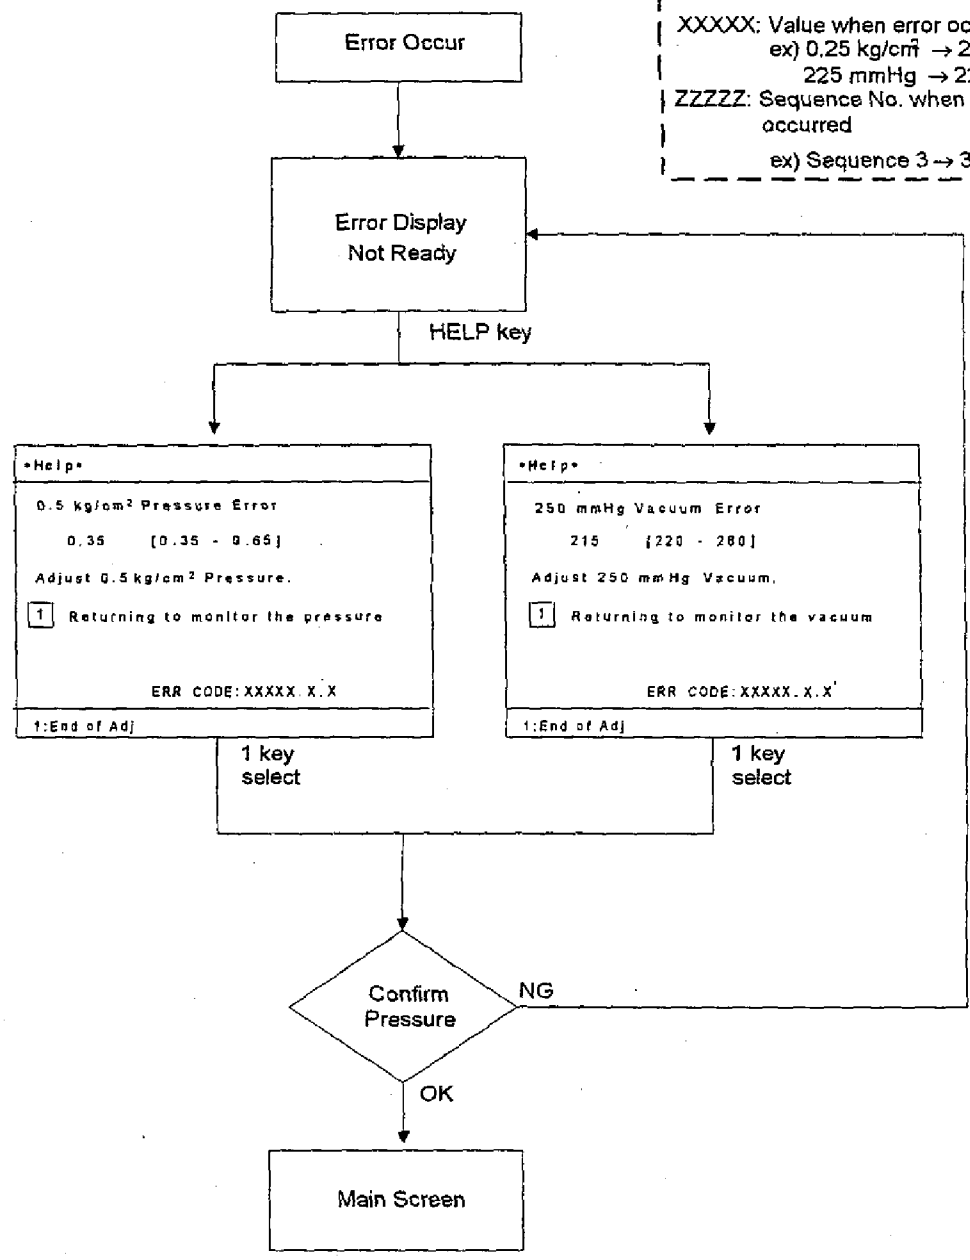 Error Occur
XXXXX: Value when error oc
ex) 0.25 kg/cm² → 2
225 mmHg → 2
ZZZZZ: Sequence No. when
occurred
ex) Sequence 3 → 3
Error Display
Not Ready
HELP key
*Help*
0.5 kg/cm² Pressure Error
0.35 [0.35 - 0.65]
Adjust 0.5kg/cm² Pressure.
1 Returning to monitor the pressure
ERR CODE:XXXXX.X.X
1:End of Adj
*Help*
250 mmHg Vacuum Error
215 [220 - 280]
Adjust 250 mmHg Vacuum.
1 Returning to monitor the vacuum
ERR CODE:XXXXX.X.X
1:End of Adj
1 key
select
1 key
select
Confirm
Pressure
NG
OK
Main Screen